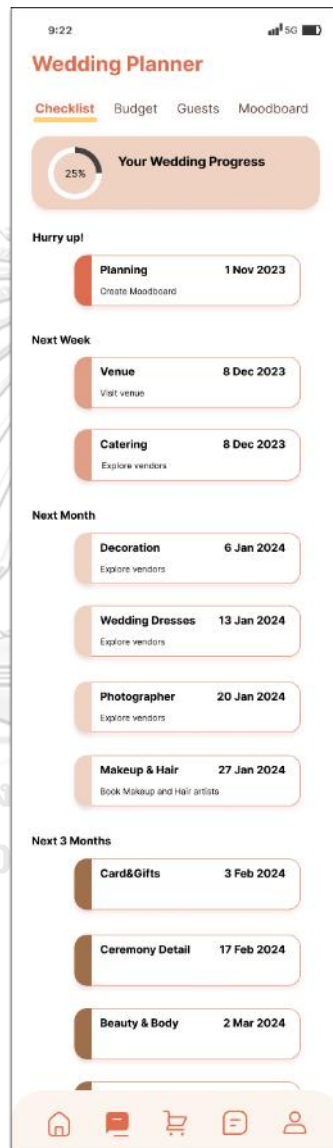 9:22
5G
Wedding Planner
Checklist Budget Guests Moodboard
25%
Your Wedding Progress
Hurry up!
Planning 1 Nov 2023
Create Moodboard
Next Week
Venue 8 Dec 2023
Visit venue
Catering 8 Dec 2023
Explore vendors
Next Month
Decoration 6 Jan 2024
Explore vendors
Wedding Dresses 13 Jan 2024
Explore vendors
Photographer 20 Jan 2024
Explore vendors
Makeup & Hair 27 Jan 2024
Book Makeup and Hair artists
Next 3 Months
Card&Gifts 3 Feb 2024
Ceremony Detail 17 Feb 2024
Beauty & Body 2 Mar 2024